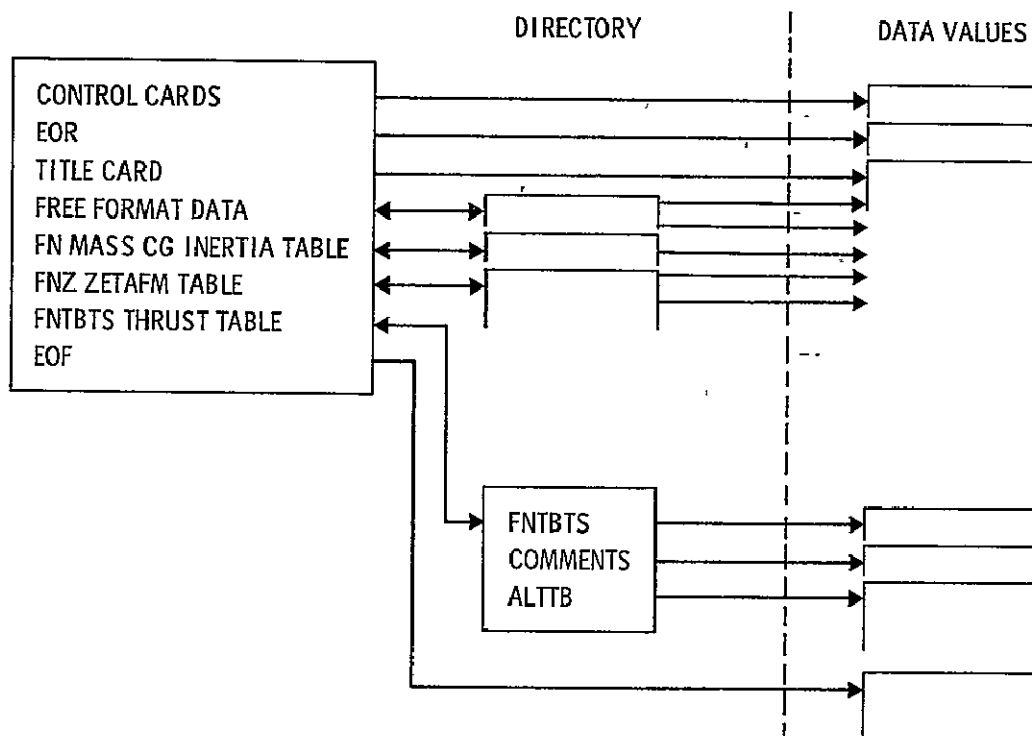 DIRECTORY
DATA VALUES
CONTROL CARDS
EOR
TITLE CARD
FREE FORMAT DATA
FN MASS CG INERTIA TABLE
FNZ ZETAFM TABLE
FNTBTS THRUST TABLE
EOF
FNTBTS
COMMENTS
ALTTB